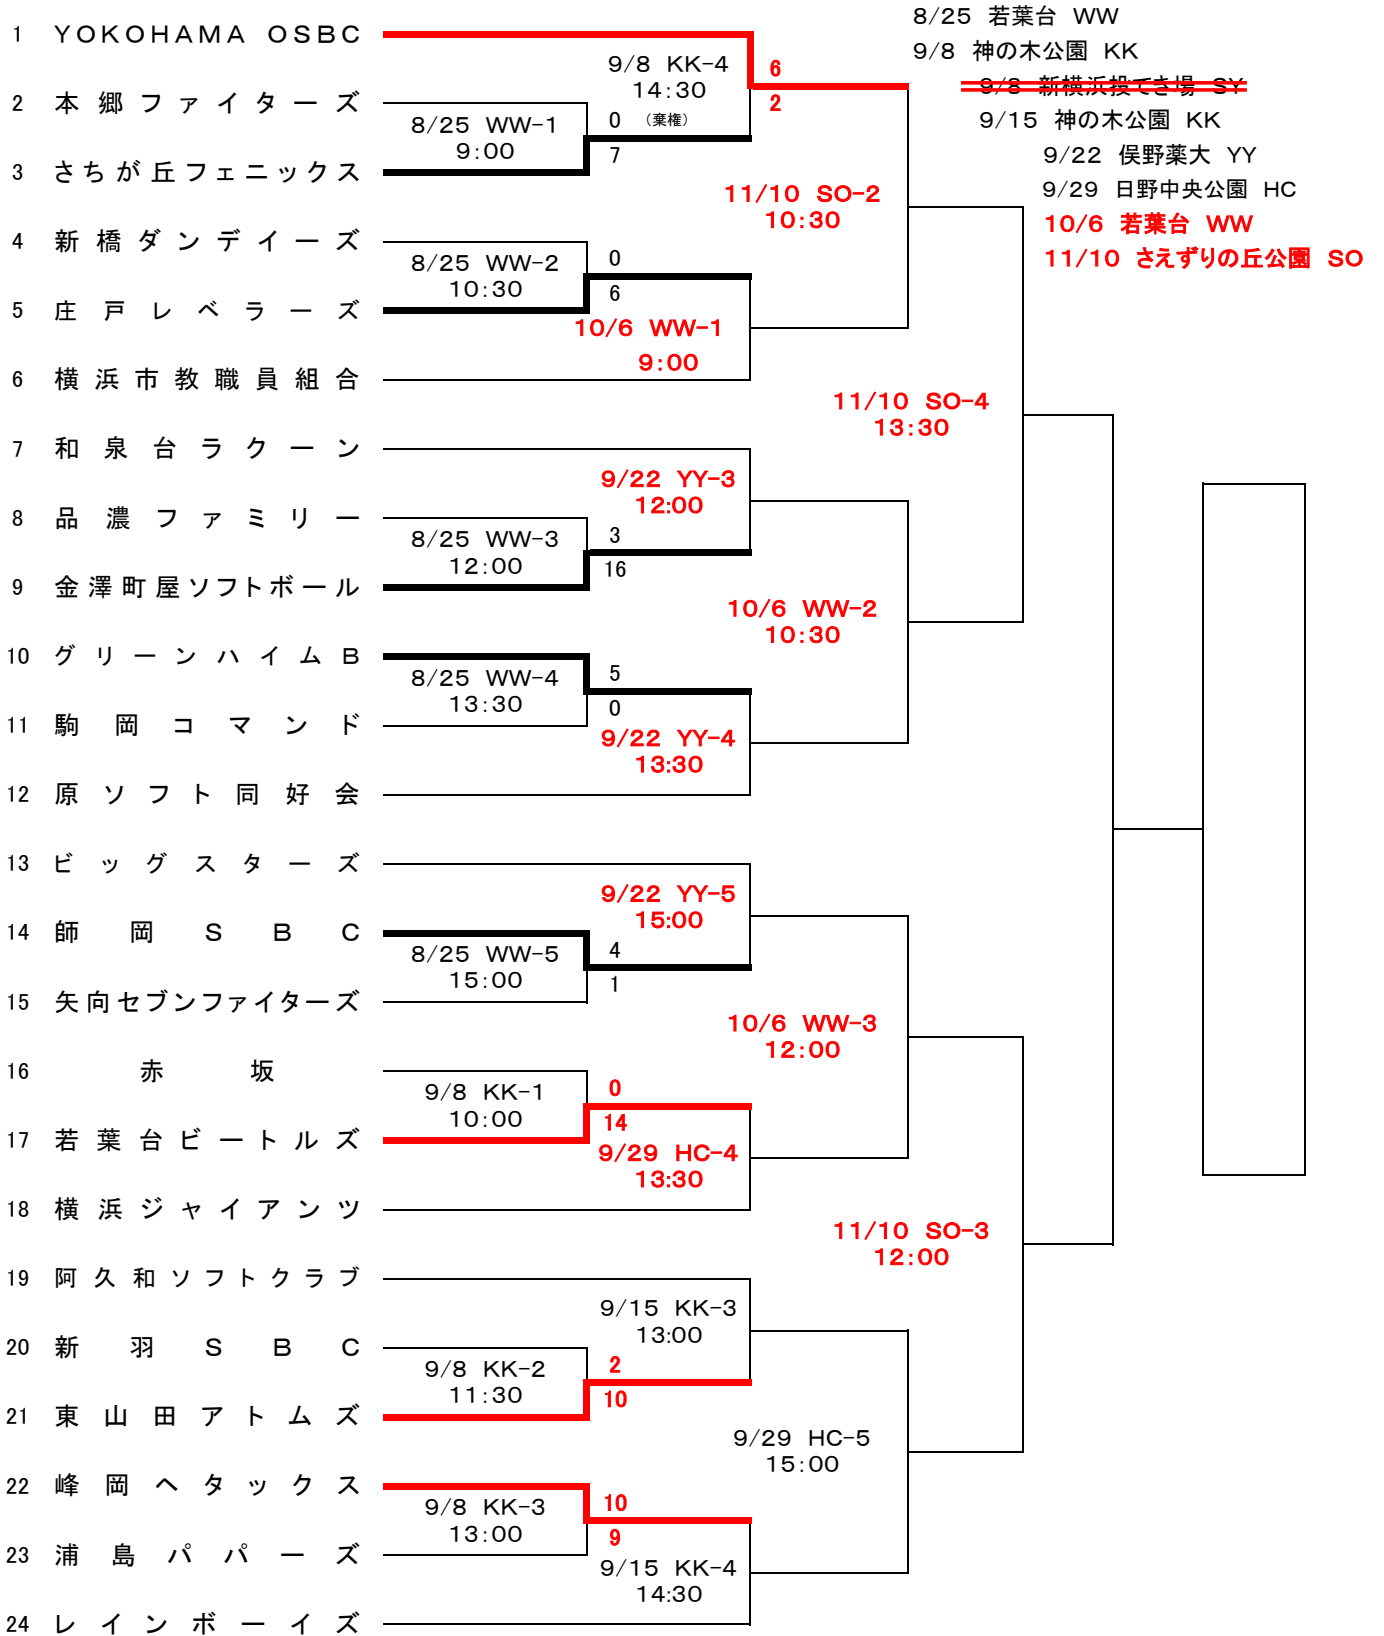 8/25 若葉台 WW
1 YOKOHAMA OSBC
9/8 神の木公園 KK
9/8 KK-4
14:30
(棄権)
6
2
9/8 新横浜投てき場 SY
2 本郷ファイターズ
9/15 神の木公園 KK
8/25 WW-1
9:00
0
7
9/22 俣野薬大 YY
3 さちが丘フェニックス
9/29 日野中央公園 HC
11/10 SO-2
10:30
10/6 若葉台 WW
4 新橋ダンデイーズ
11/10 さえずりの丘公園 SO
8/25 WW-2
10:30
0
6
5 庄戸レベラーズ
10/6 WW-1
9:00
6 横浜市教職員組合
11/10 SO-4
13:30
7 和泉台ラクーン
9/22 YY-3
12:00
8 品濃ファミリー
8/25 WW-3
12:00
3
16
9 金澤町屋ソフトボール
10/6 WW-2
10:30
10 グリーンハイムB
8/25 WW-4
13:30
5
0
11 駒岡コマンド
9/22 YY-4
13:30
12 原ソフト同好会
13 ビッグスターズ
9/22 YY-5
15:00
14 師岡SBC
8/25 WW-5
15:00
4
1
15 矢向セブンファイターズ
10/6 WW-3
12:00
16 赤坂
9/8 KK-1
10:00
0
14
17 若葉台ビートルズ
9/29 HC-4
13:30
18 横浜ジャイアンツ
11/10 SO-3
12:00
19 阿久和ソフトクラブ
9/15 KK-3
13:00
20 新羽SBC
9/8 KK-2
11:30
2
10
21 東山田アトムズ
9/29 HC-5
15:00
22 峰岡ヘタックス
9/8 KK-3
13:00
10
9
23 浦島パパーズ
9/15 KK-4
14:30
24 レインボーイズ